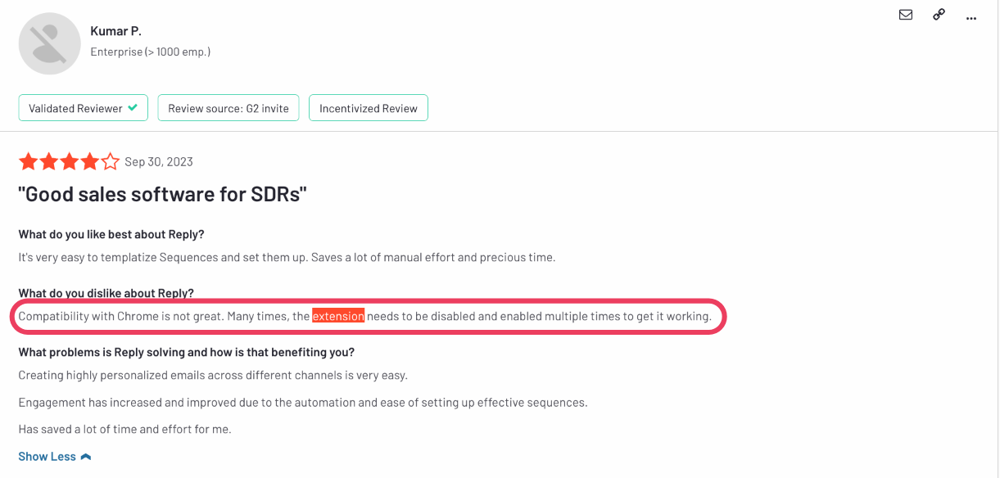 Kumar P.
Enterprise (> 1000 emp.)
Validated Reviewer
Review source: G2 invite
Incentivized Review
Sep 30, 2023
"Good sales software for SDRs"
What do you like best about Reply?
It's very easy to templatize Sequences and set them up. Saves a lot of manual effort and precious time.
What do you dislike about Reply?
Compatibility with Chrome is not great. Many times, the extension needs to be disabled and enabled multiple times to get it working.
What problems is Reply solving and how is that benefiting you?
Creating highly personalized emails across different channels is very easy.
Engagement has increased and improved due to the automation and ease of setting up effective sequences.
Has saved a lot of time and effort for me.
Show Less